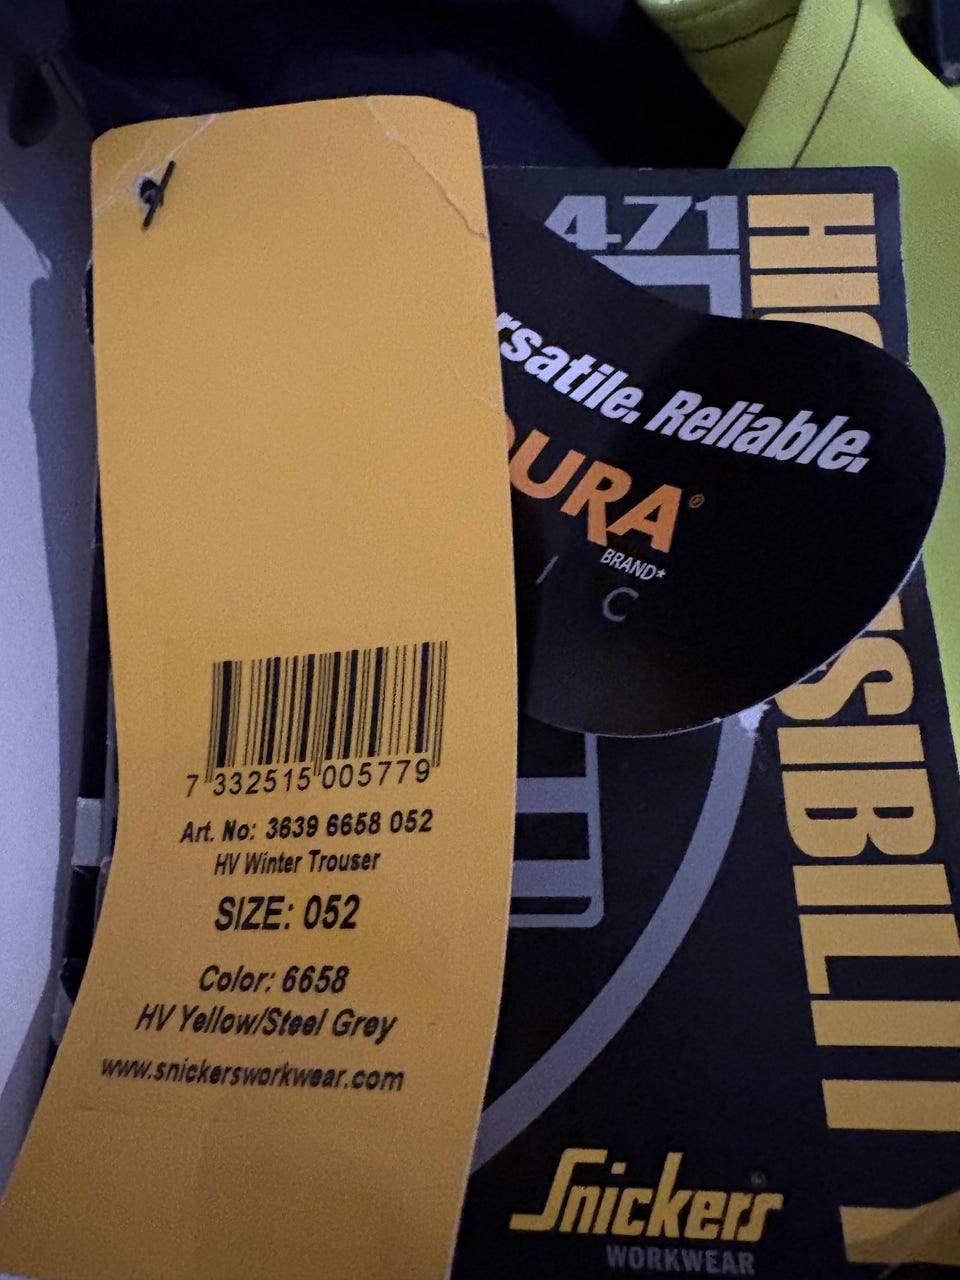 471
rsatile. Reliable.
DURA®
BRAND*
C
7 332515 005779
Art. No: 3639 6658 052
HV Winter Trouser
SIZE: 052
Color: 6658
HV Yellow/Steel Grey
www.snickersworkwear.com
Snickers
WORKWEAR